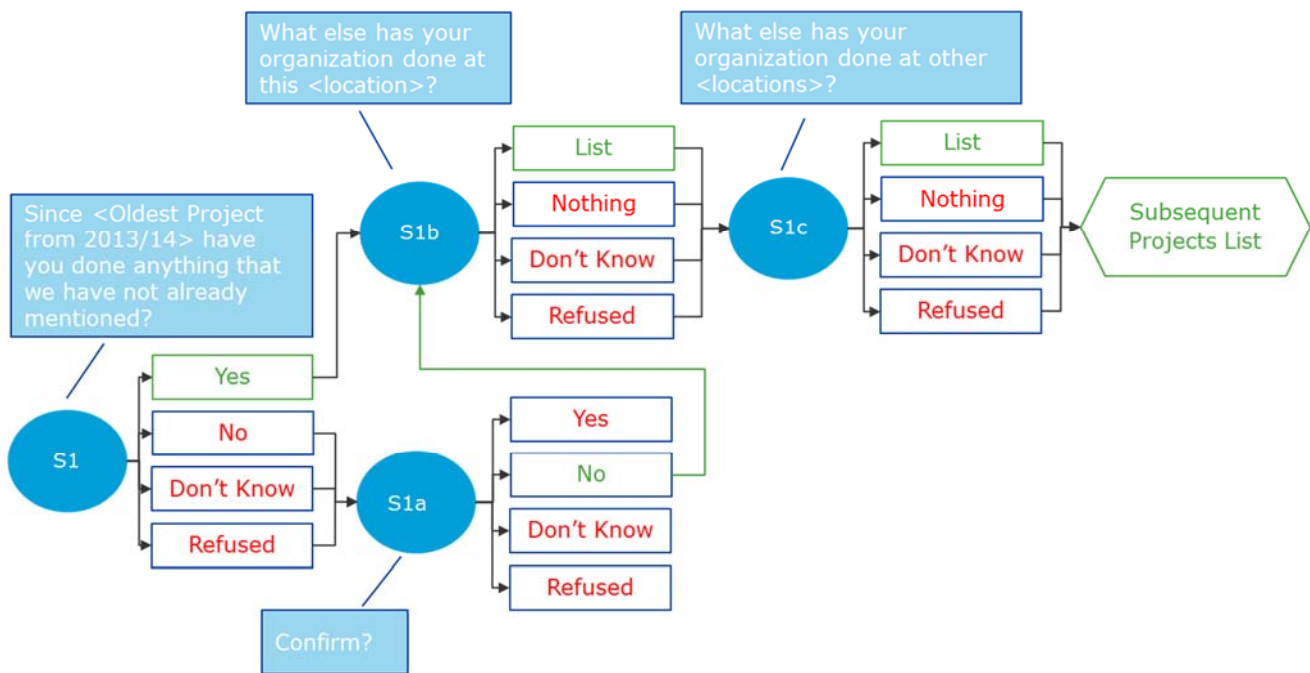 What else has your
organization done at
this <location>?
What else has your
organization done at other
<locations>?
Since <Oldest Project
from 2013/14> have
you done anything that
we have not already
mentioned?
S1b
List
Nothing
Don't Know
Refused
S1c
List
Nothing
Don't Know
Refused
Subsequent
Projects List
S1
Yes
No
Don't Know
Refused
S1a
Yes
No
Don't Know
Refused
Confirm?